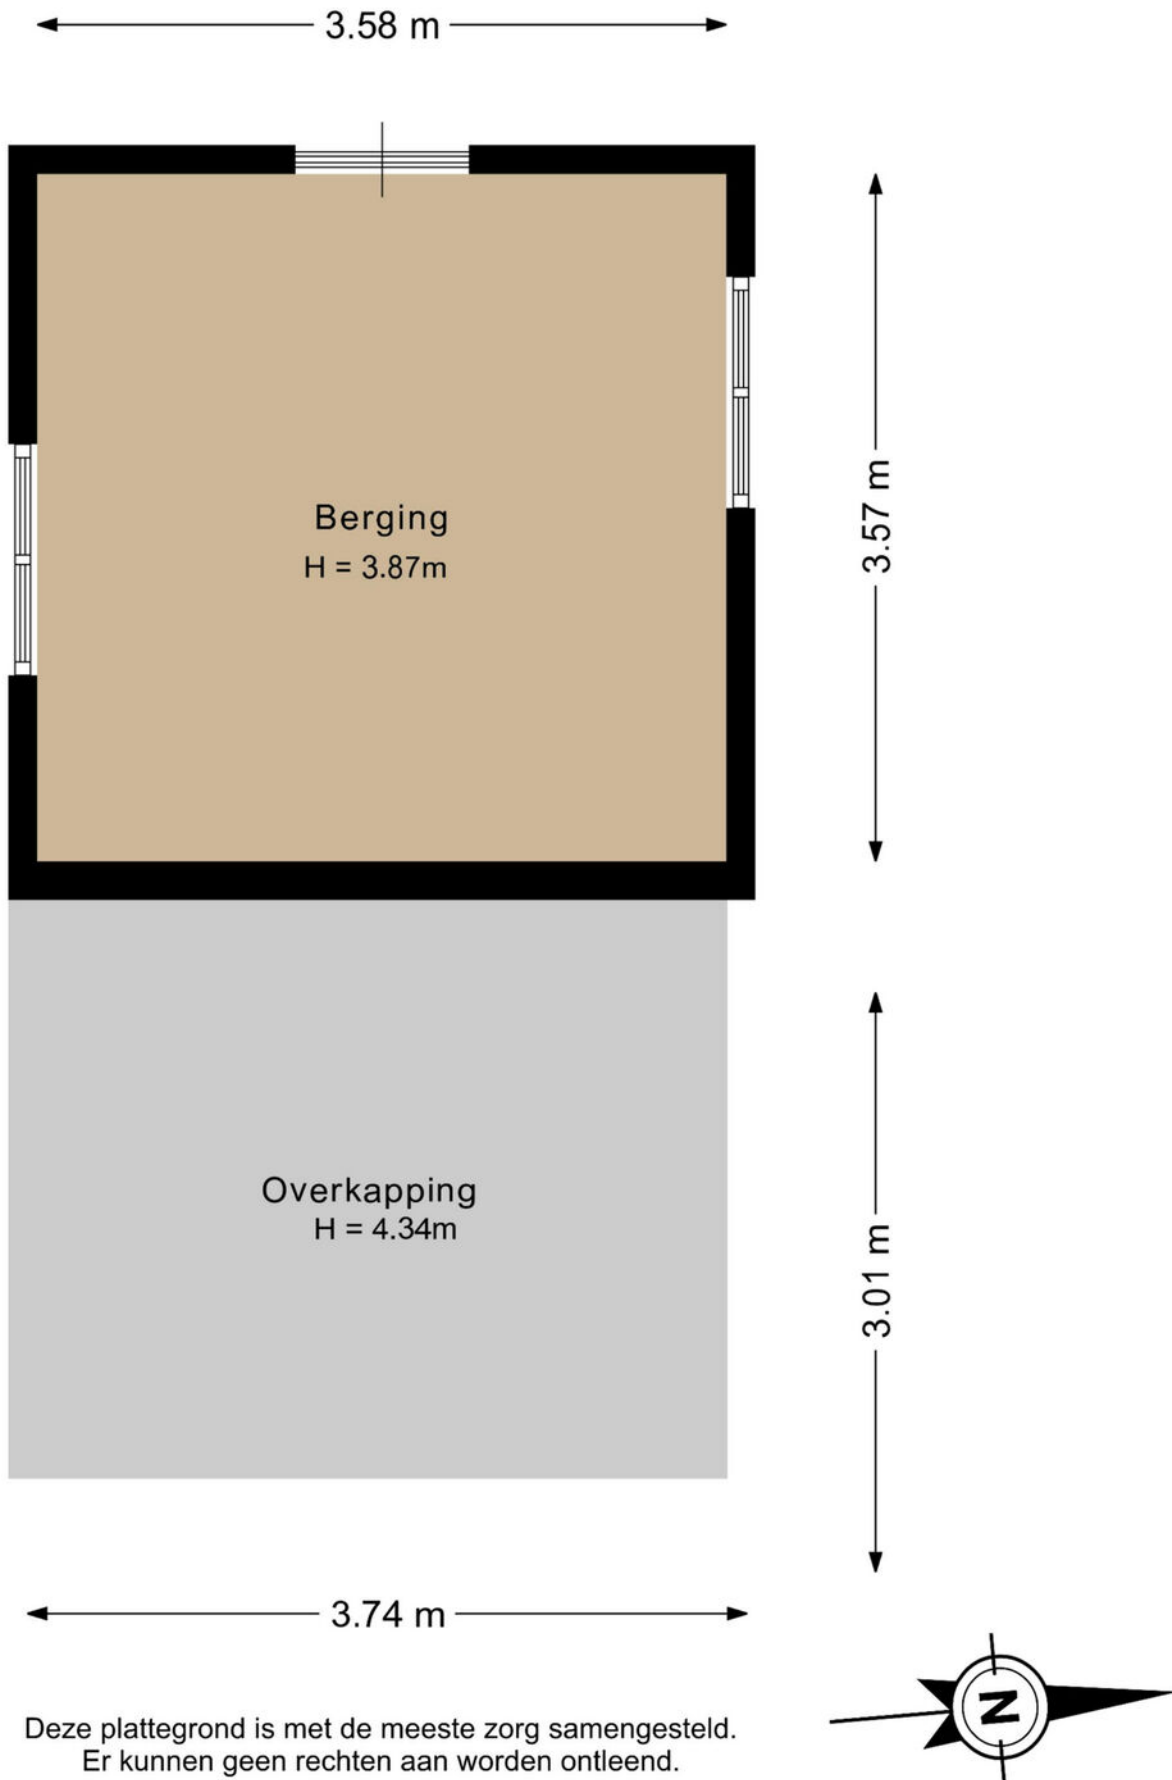 3.58 m
3.57 m
Berging
H = 3.87m
Overkapping
H = 4.34m
3.01 m
3.74 m
N
Deze plattegrond is met de meeste zorg samengesteld.
Er kunnen geen rechten aan worden ontleend.